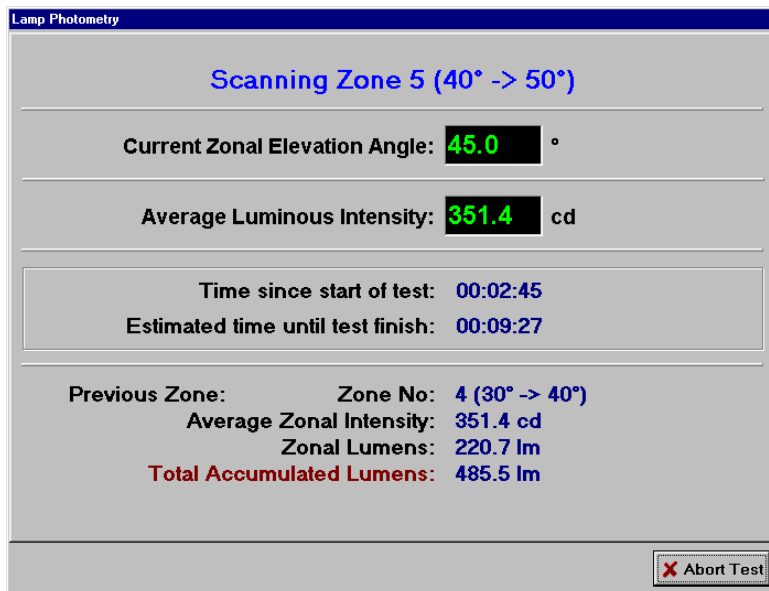 Lamp Photometry
Scanning Zone 5 (40° -> 50°)
Current Zonal Elevation Angle: 45.0 °
Average Luminous Intensity: 351.4 cd
Time since start of test: 00:02:45
Estimated time until test finish: 00:09:27
Previous Zone: Zone No: 4 (30° -> 40°)
Average Zonal Intensity: 351.4 cd
Zonal Lumens: 220.7 lm
Total Accumulated Lumens: 485.5 lm
Abort Test